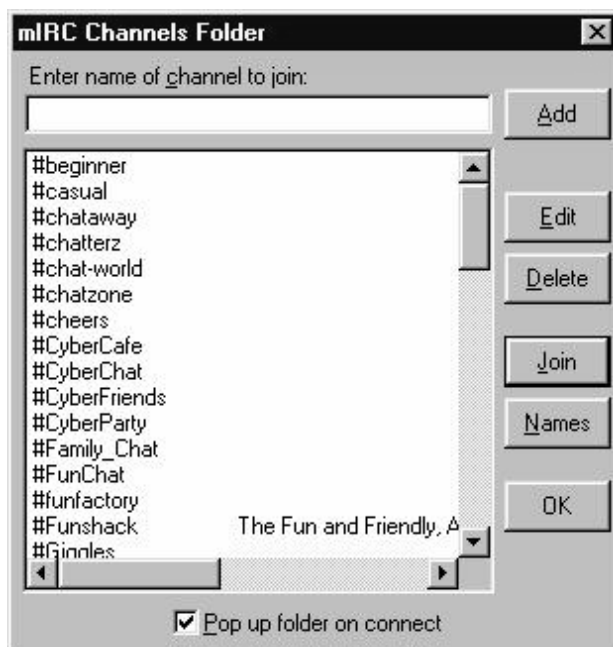 mIRC Channels Folder
Enter name of channel to join:
Add
#beginner
#casual
#chataway
#chatterz
#chat-world
#chatzone
#cheers
#CyberCafe
#CyberChat
#CyberFriends
#CyberParty
#Family_Chat
#FunChat
#funfactory
#Funshack The Fun and Friendly, A
#Giggles
Edit
Delete
Join
Names
OK
Pop up folder on connect